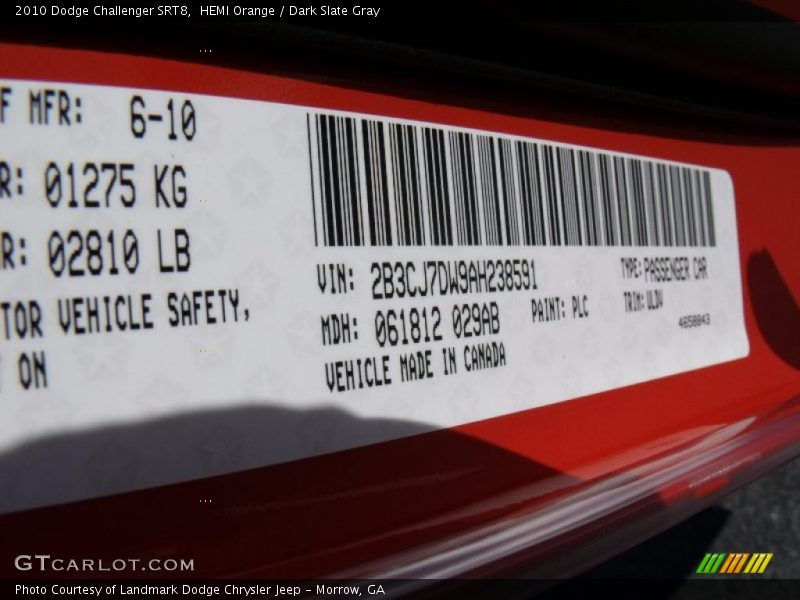 2010 Dodge Challenger SRT8, HEMI Orange / Dark Slate Gray
F MFR: 6-10
R: 01275 KG
R: 02810 LB
TOR VEHICLE SAFETY,
ON
VIN: 2B3CJ7DW9AH238591
TYPE: PASSENGER CAR
MDH: 061812 029AB
PAINT: PLC
TRIM: ULDV
4658843
VEHICLE MADE IN CANADA
GTCARLOT.COM
Photo Courtesy of Landmark Dodge Chrysler Jeep - Morrow, GA